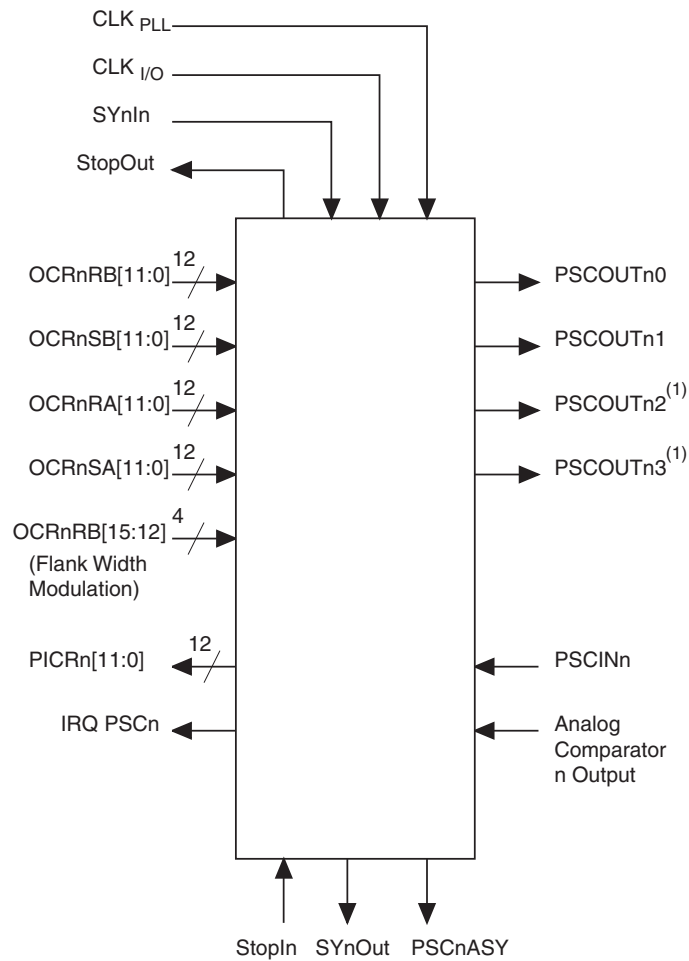 CLK PLL
CLK I/O
SYnIn
StopOut
OCRnRB[11:0] 12
PSCOUTn0
OCRnSB[11:0] 12
PSCOUTn1
OCRnRA[11:0] 12
PSCOUTn2(1)
OCRnSA[11:0] 12
PSCOUTn3(1)
OCRnRB[15:12] 4
(Flank Width
Modulation)
PICRn[11:0] 12
PSCINn
IRQ PSCn
Analog
Comparator
n Output
StopIn SYnOut PSCnASY